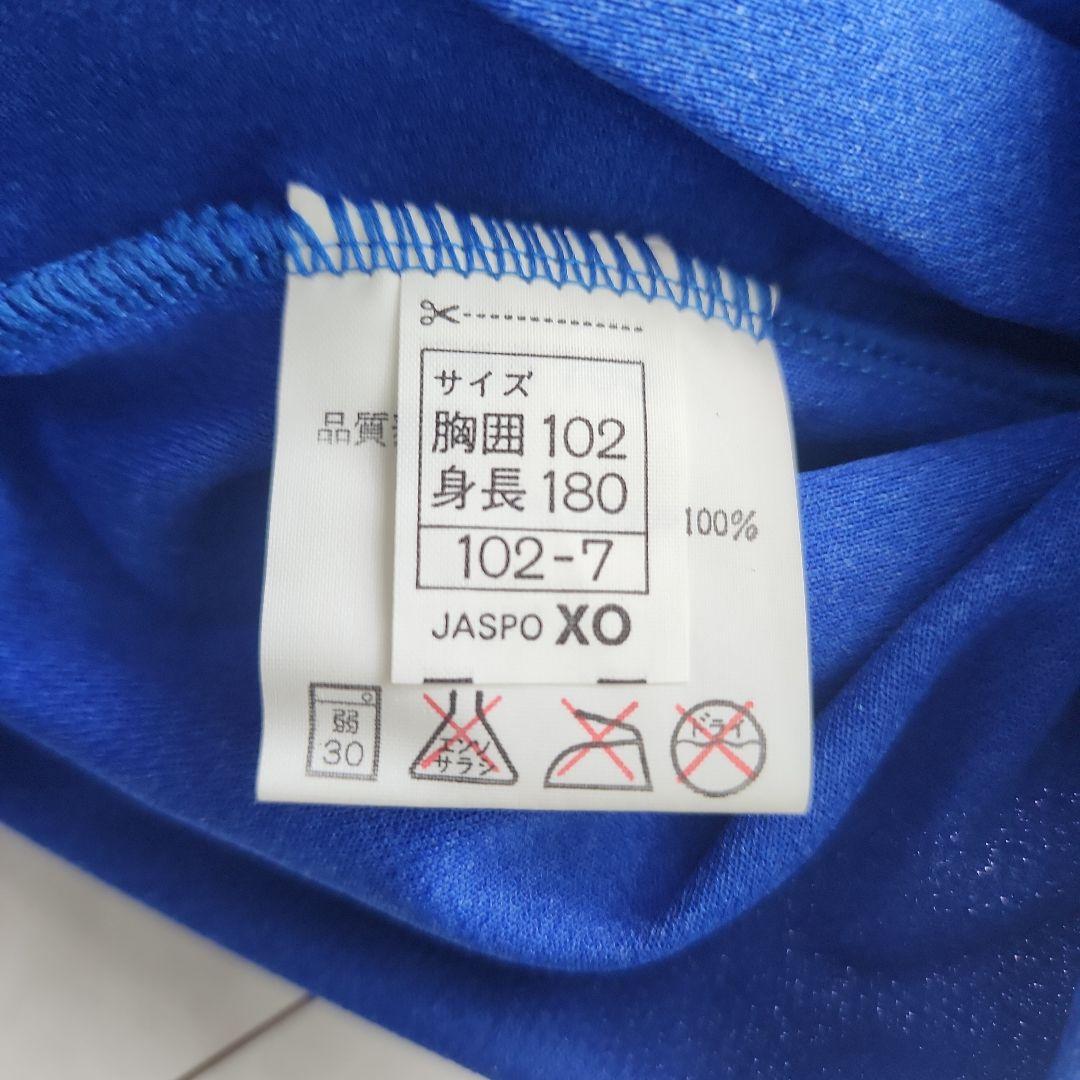 サイズ
胸囲 102
身長 180
102-7
JASPO XO
品質
100%
弱
30
エンソ
サラシ
ドライ